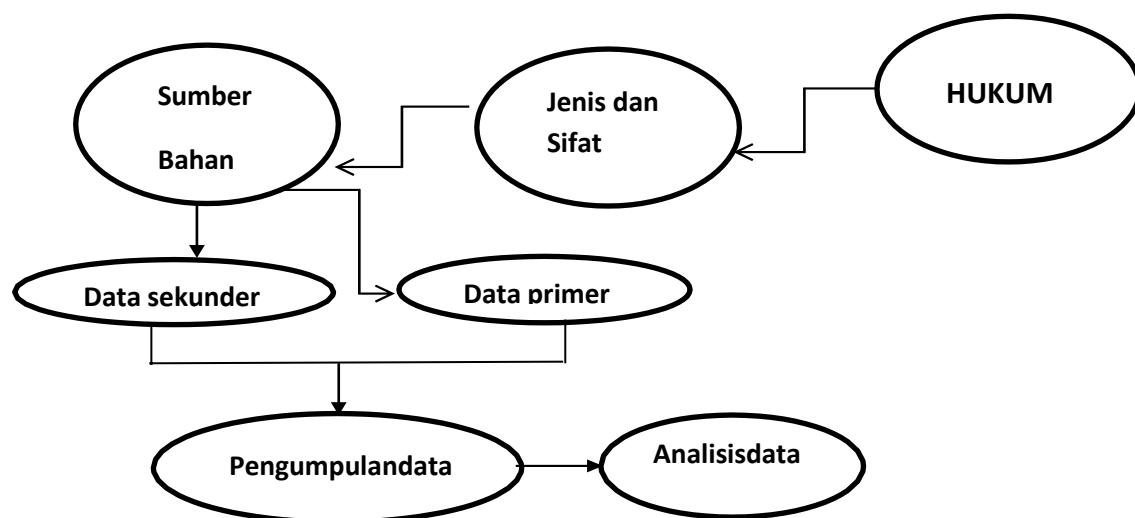 Sumber
Bahan
Jenis dan
Sifat
HUKUM
Data sekunder
Data primer
Pengumpulandata
Analisisdata